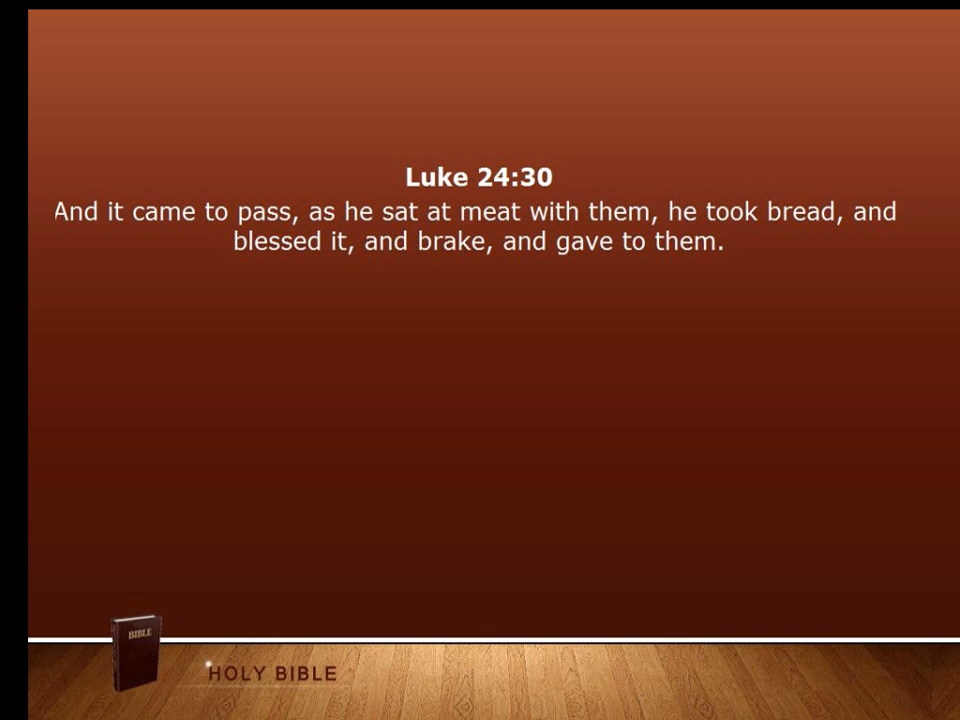 Luke 24:30
And it came to pass, as he sat at meat with them, he took bread, and
blessed it, and brake, and gave to them.
BIBLE
HOLY BIBLE